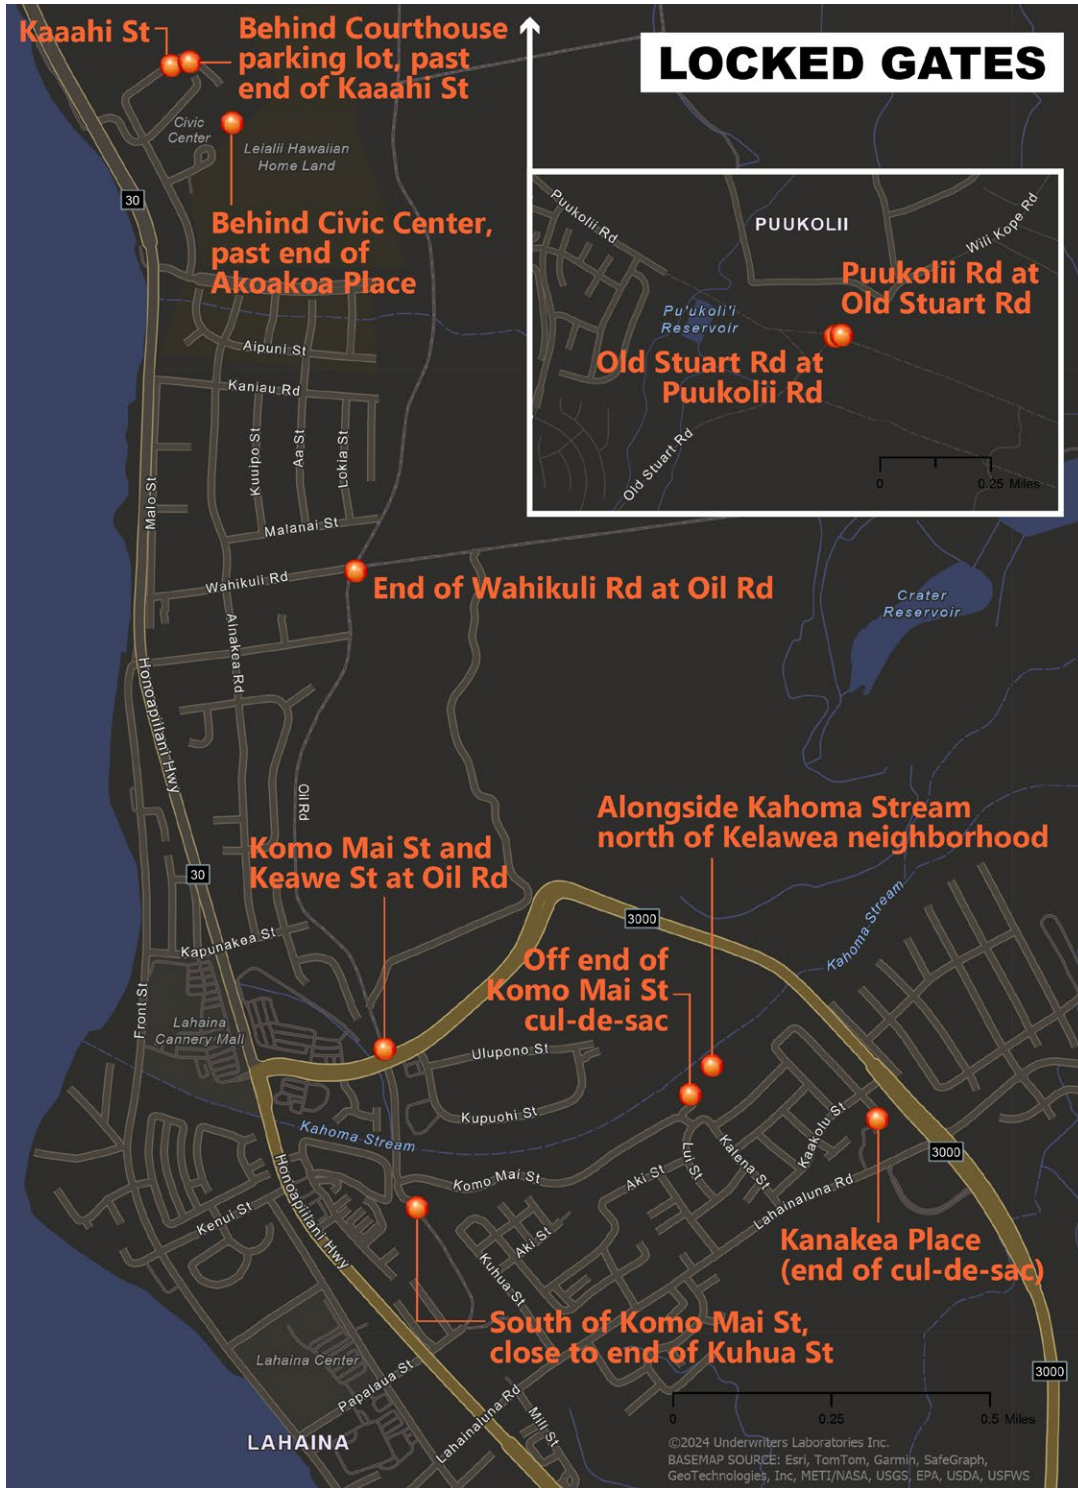 LOCKED GATES
Kaaahi St
Behind Courthouse
parking lot, past
end of Kaaahi St
Civic
Center
Leialii Hawaiian
Home Land
30
Behind Civic Center,
past end of
Akoakoa Place
Puukolii Rd
PUUKOLII
Wili Kope Rd
Puukolii Rd at
Old Stuart Rd
Pu'ukoli'i
Reservoir
Old Stuart Rd at
Puukolii Rd
Old Stuart Rd
0
0.25 Miles
Aipuni St
Kaniau Rd
Kuuipo St
Aa St
Lokia St
Malo St
Malanai St
Wahikuli Rd
End of Wahikuli Rd at Oil Rd
Crater
Reservoir
Ainakea Rd
Honoapiilani Hwy
Oil Rd
Alongside Kahoma Stream
north of Kelawea neighborhood
Komo Mai St and
Keawe St at Oil Rd
30
3000
Kahoma Stream
Kapunakea St
Off end of
Komo Mai St
cul-de-sac
Front St
Lahaina
Cannery Mall
Ulupono St
Kupuohi St
Kahoma Stream
Kaakolu St
Kalena St
Lui St
3000
Komo Mai St
Aki St
Lahainaluna Rd
Honoapiilani Hwy
Kenui St
Aki St
Kuhua St
Kanakea Place
(end of cul-de-sac)
South of Komo Mai St,
close to end of Kuhua St
Lahaina Center
Papalaua St
3000
Lahainaluna Rd
Mill St
0
0.25
0.5 Miles
LAHAINA
©2024 Underwriters Laboratories Inc.
BASEMAP SOURCE: Esri, TomTom, Garmin, SafeGraph,
GeoTechnologies, Inc, METI/NASA, USGS, EPA, USDA, USFWS